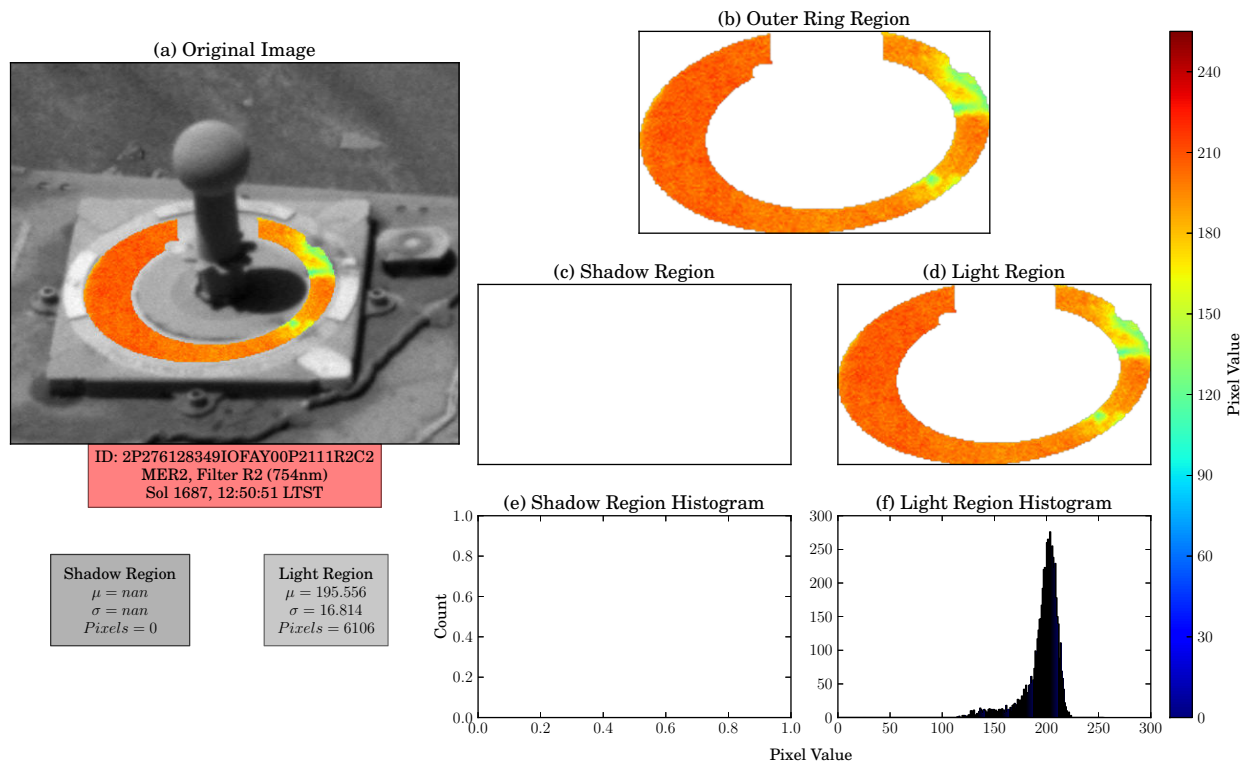 (a) Original Image
ID: 2P276128349IOFAY00P2111R2C2
MER2, Filter R2 (754nm)
Sol 1687, 12:50:51 LTST
Shadow Region
μ = nan
σ = nan
Pixels = 0
Light Region
μ = 195.556
σ = 16.814
Pixels = 6106
(b) Outer Ring Region
(c) Shadow Region
(d) Light Region
(e) Shadow Region Histogram
1.0
0.8
0.6
0.4
0.2
0.0
Count
0.0 0.2 0.4 0.6 0.8 1.0
(f) Light Region Histogram
300
250
200
150
100
50
0
0 50 100 150 200 250 300
Pixel Value
240
210
180
150
120
90
60
30
0
Pixel Value